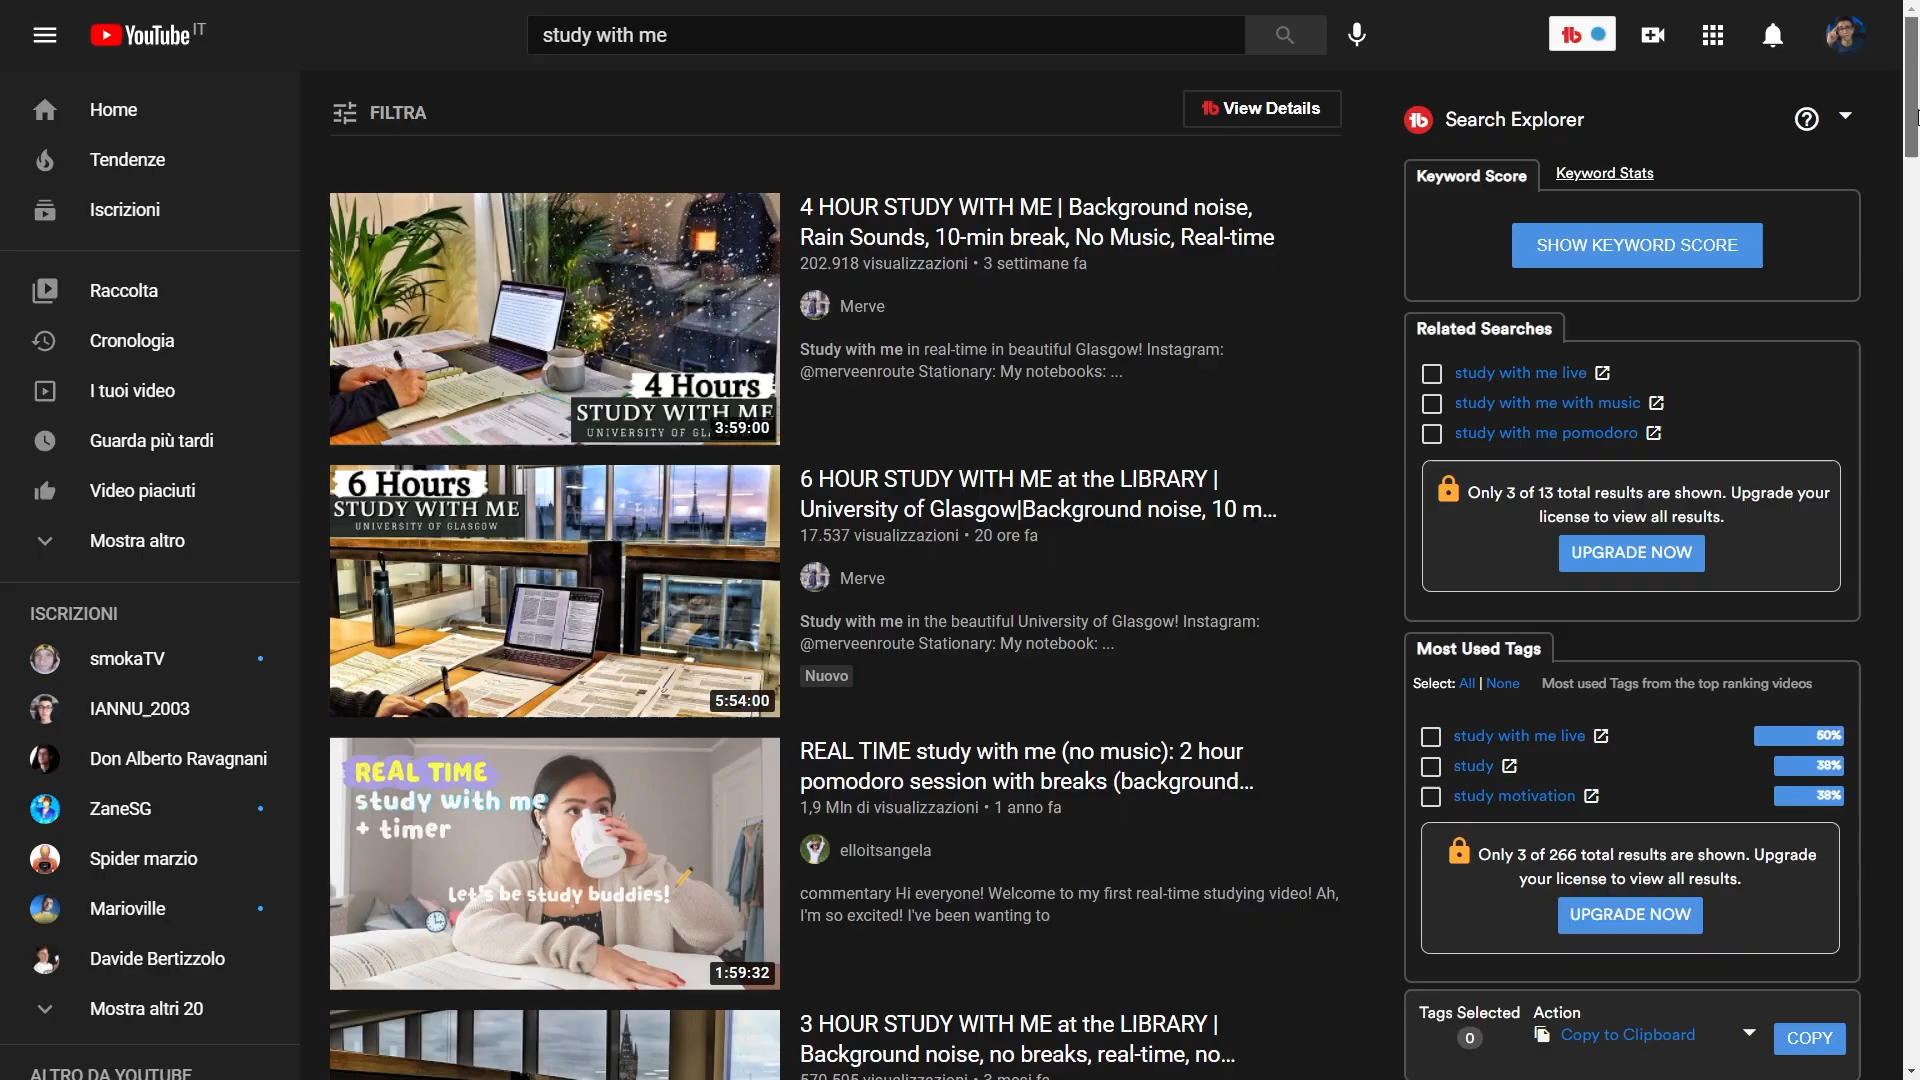 YouTube IT
study with me
Home
Tendenze
Iscrizioni
Raccolta
Cronologia
I tuoi video
Guarda più tardi
Video piaciuti
Mostra altro
ISCRIZIONI
smokaTV
IANNU_2003
Don Alberto Ravagnani
ZaneSG
Spider marzio
Marioville
Davide Bertizzolo
Mostra altri 20
ALTRO DA YOUTUBE
FILTRA
View Details
4 Hours
STUDY WITH ME
UNIVERSITY OF GL
3:59:00
4 HOUR STUDY WITH ME | Background noise,
Rain Sounds, 10-min break, No Music, Real-time
202.918 visualizzazioni • 3 settimane fa
Merve
Study with me in real-time in beautiful Glasgow! Instagram:
@merveenroute Stationary: My notebooks: ...
6 Hours
STUDY WITH ME
UNIVERSITY OF GLASGOW
5:54:00
6 HOUR STUDY WITH ME at the LIBRARY |
University of Glasgow|Background noise, 10 m...
17.537 visualizzazioni • 20 ore fa
Merve
Study with me in the beautiful University of Glasgow! Instagram:
@merveenroute Stationary: My notebook: ...
Nuovo
REAL TIME
study with me
+ timer
Let's be study buddies!
1:59:32
REAL TIME study with me (no music): 2 hour
pomodoro session with breaks (background...
1,9 Mln di visualizzazioni • 1 anno fa
elloitsangela
commentary Hi everyone! Welcome to my first real-time studying video! Ah,
I'm so excited! I've been wanting to
3 HOUR STUDY WITH ME at the LIBRARY |
Background noise, no breaks, real-time, no...
570.595 visualizzazioni • 3 mesi fa
Search Explorer
Keyword Score
Keyword Stats
SHOW KEYWORD SCORE
Related Searches
study with me live
study with me with music
study with me pomodoro
Only 3 of 13 total results are shown. Upgrade your
license to view all results.
UPGRADE NOW
Most Used Tags
Select: All | None Most used Tags from the top ranking videos
study with me live 50%
study 38%
study motivation 38%
Only 3 of 266 total results are shown. Upgrade
your license to view all results.
UPGRADE NOW
Tags Selected Action
0 Copy to Clipboard COPY